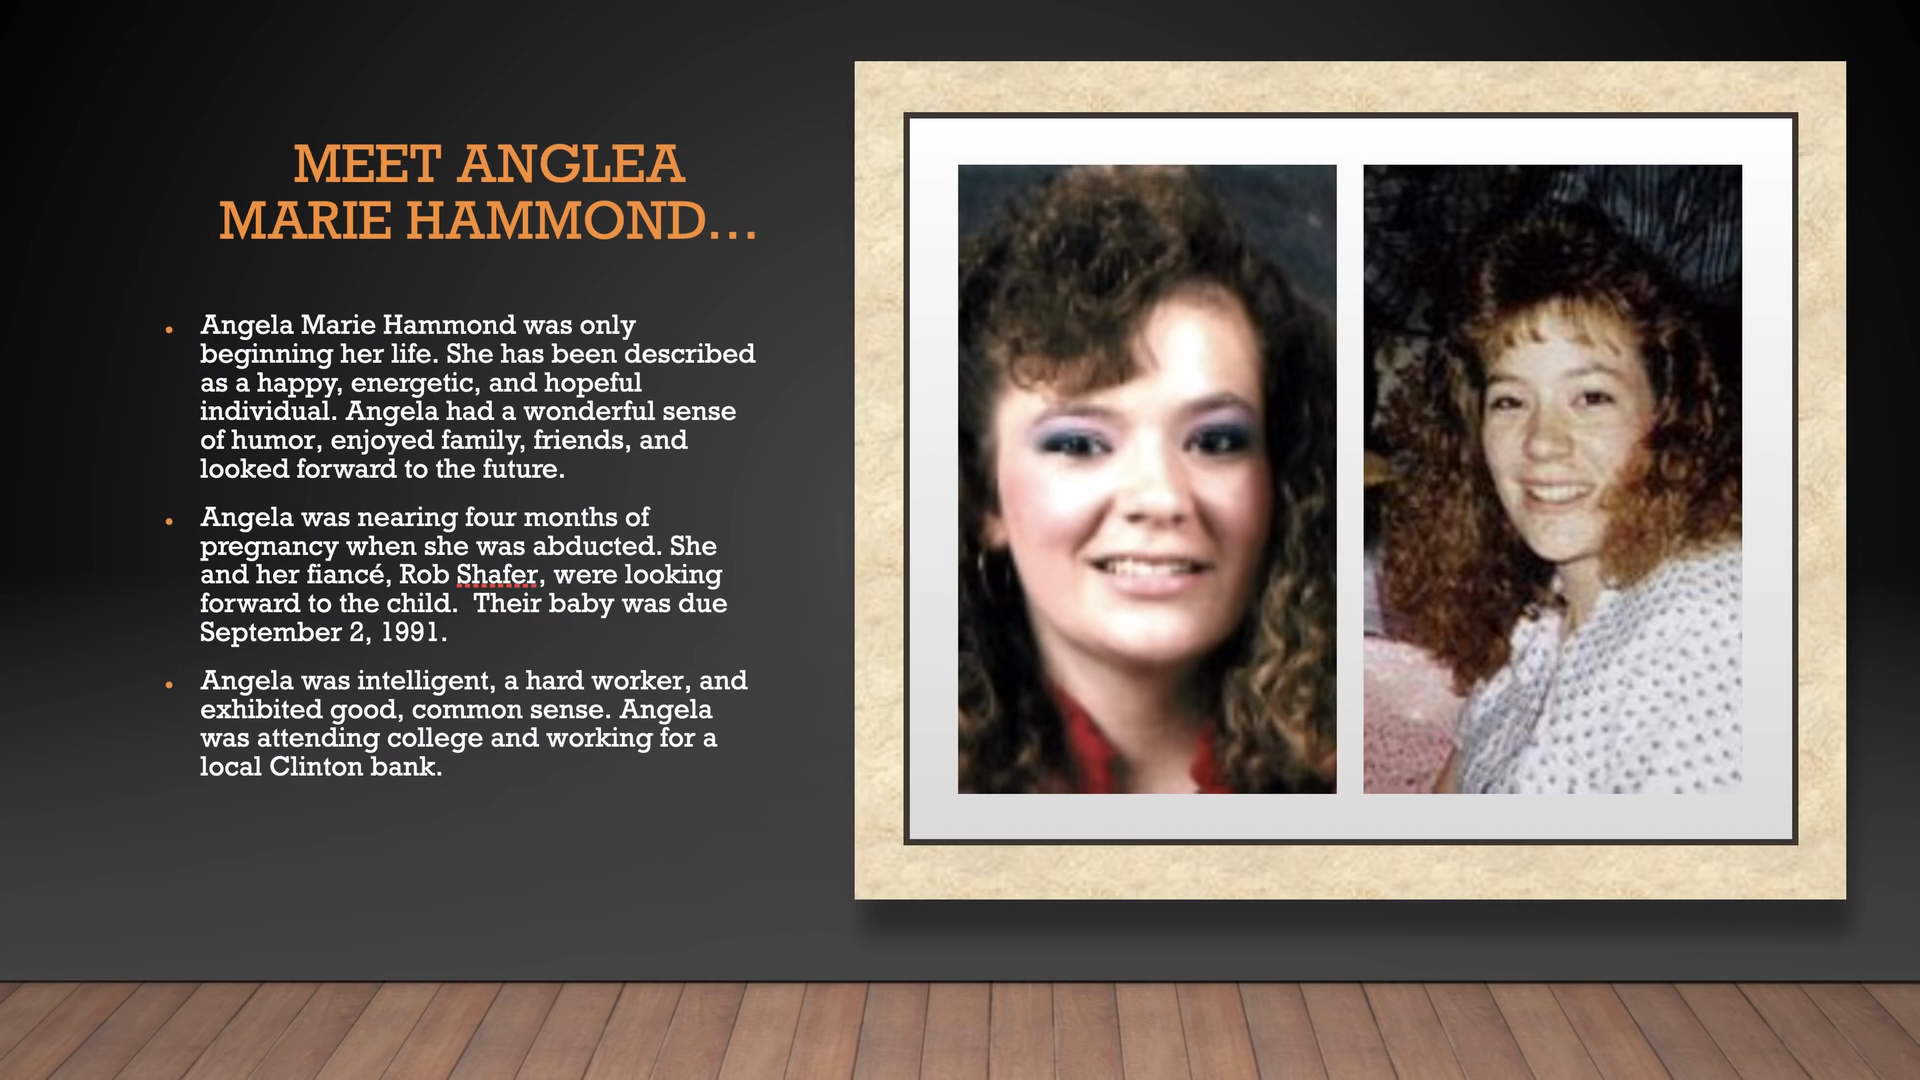 MEET ANGLEA
MARIE HAMMOND...
• Angela Marie Hammond was only
beginning her life. She has been described
as a happy, energetic, and hopeful
individual. Angela had a wonderful sense
of humor, enjoyed family, friends, and
looked forward to the future.
• Angela was nearing four months of
pregnancy when she was abducted. She
and her fiancé, Rob Shafer, were looking
forward to the child.  Their baby was due
September 2, 1991.
• Angela was intelligent, a hard worker, and
exhibited good, common sense. Angela
was attending college and working for a
local Clinton bank.